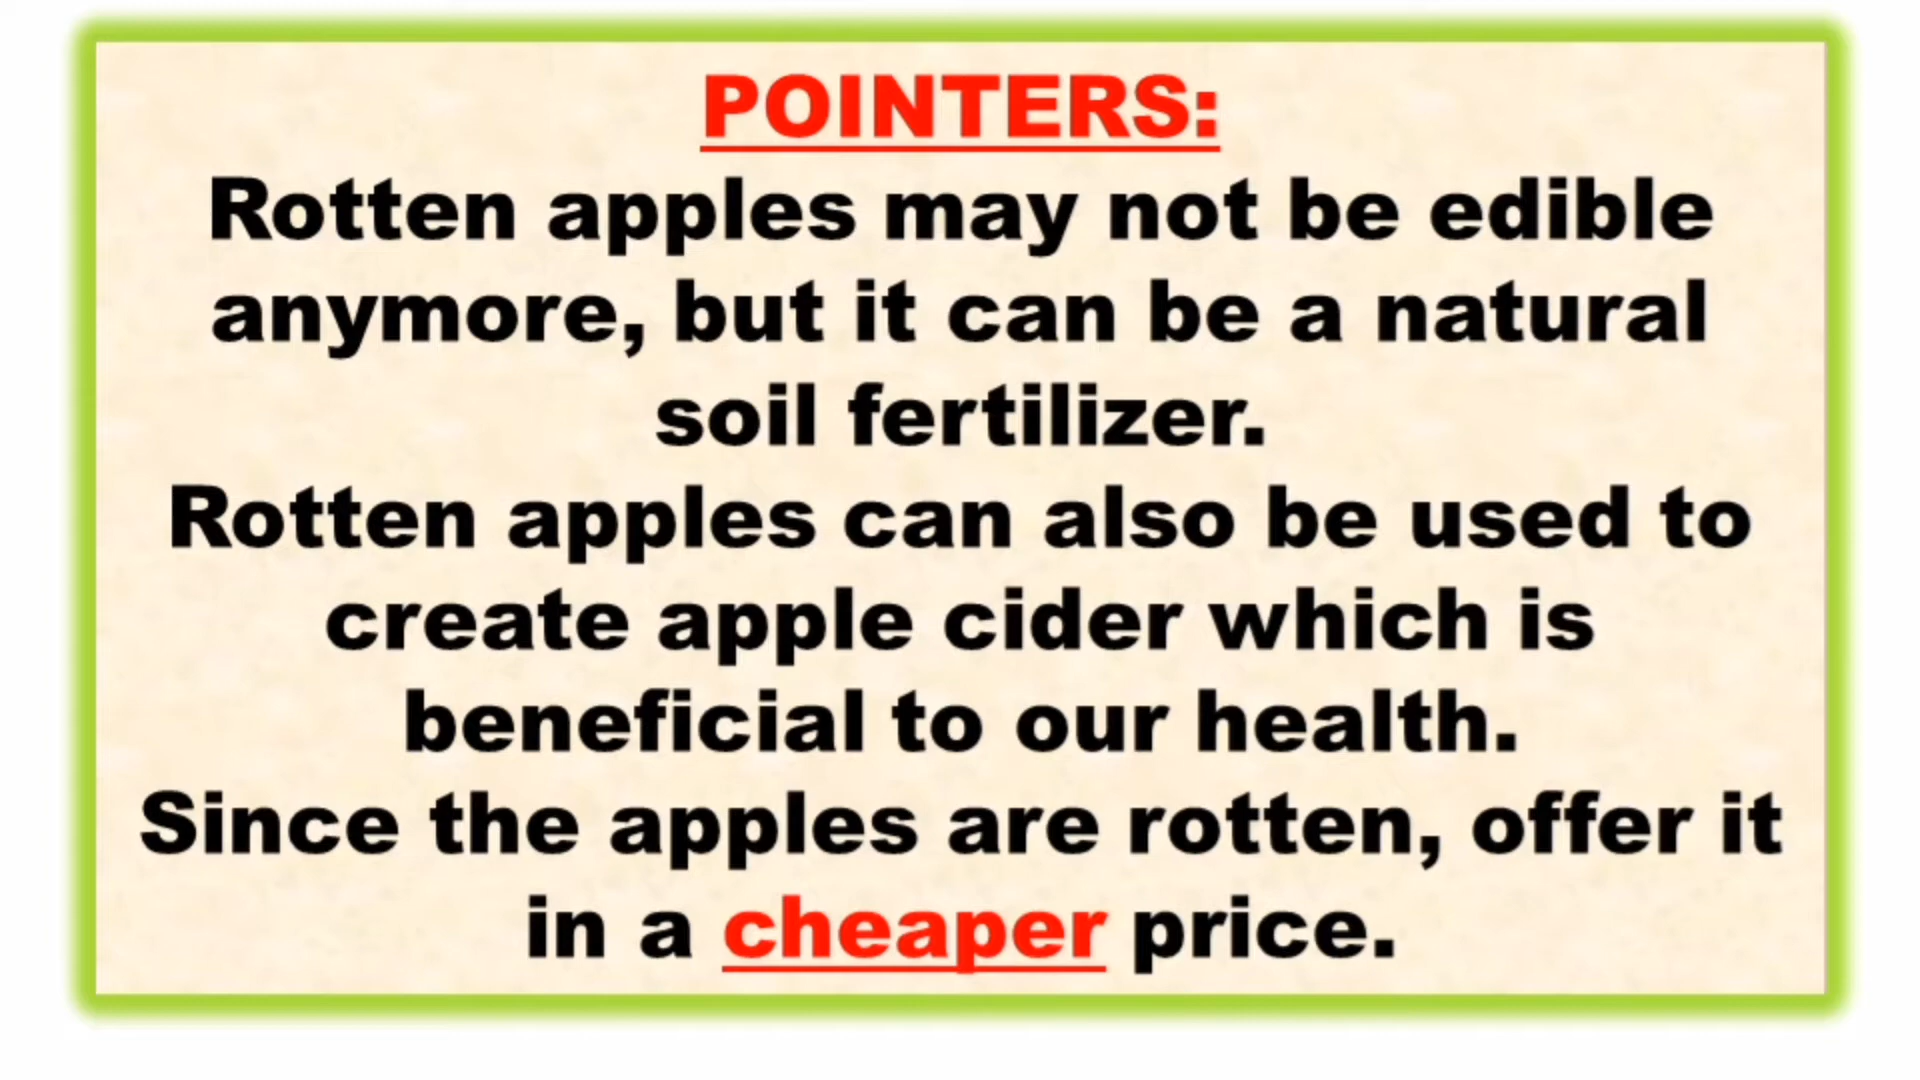 POINTERS:
Rotten apples may not be edible
anymore, but it can be a natural
soil fertilizer.
Rotten apples can also be used to
create apple cider which is
beneficial to our health.
Since the apples are rotten, offer it
in a cheaper price.